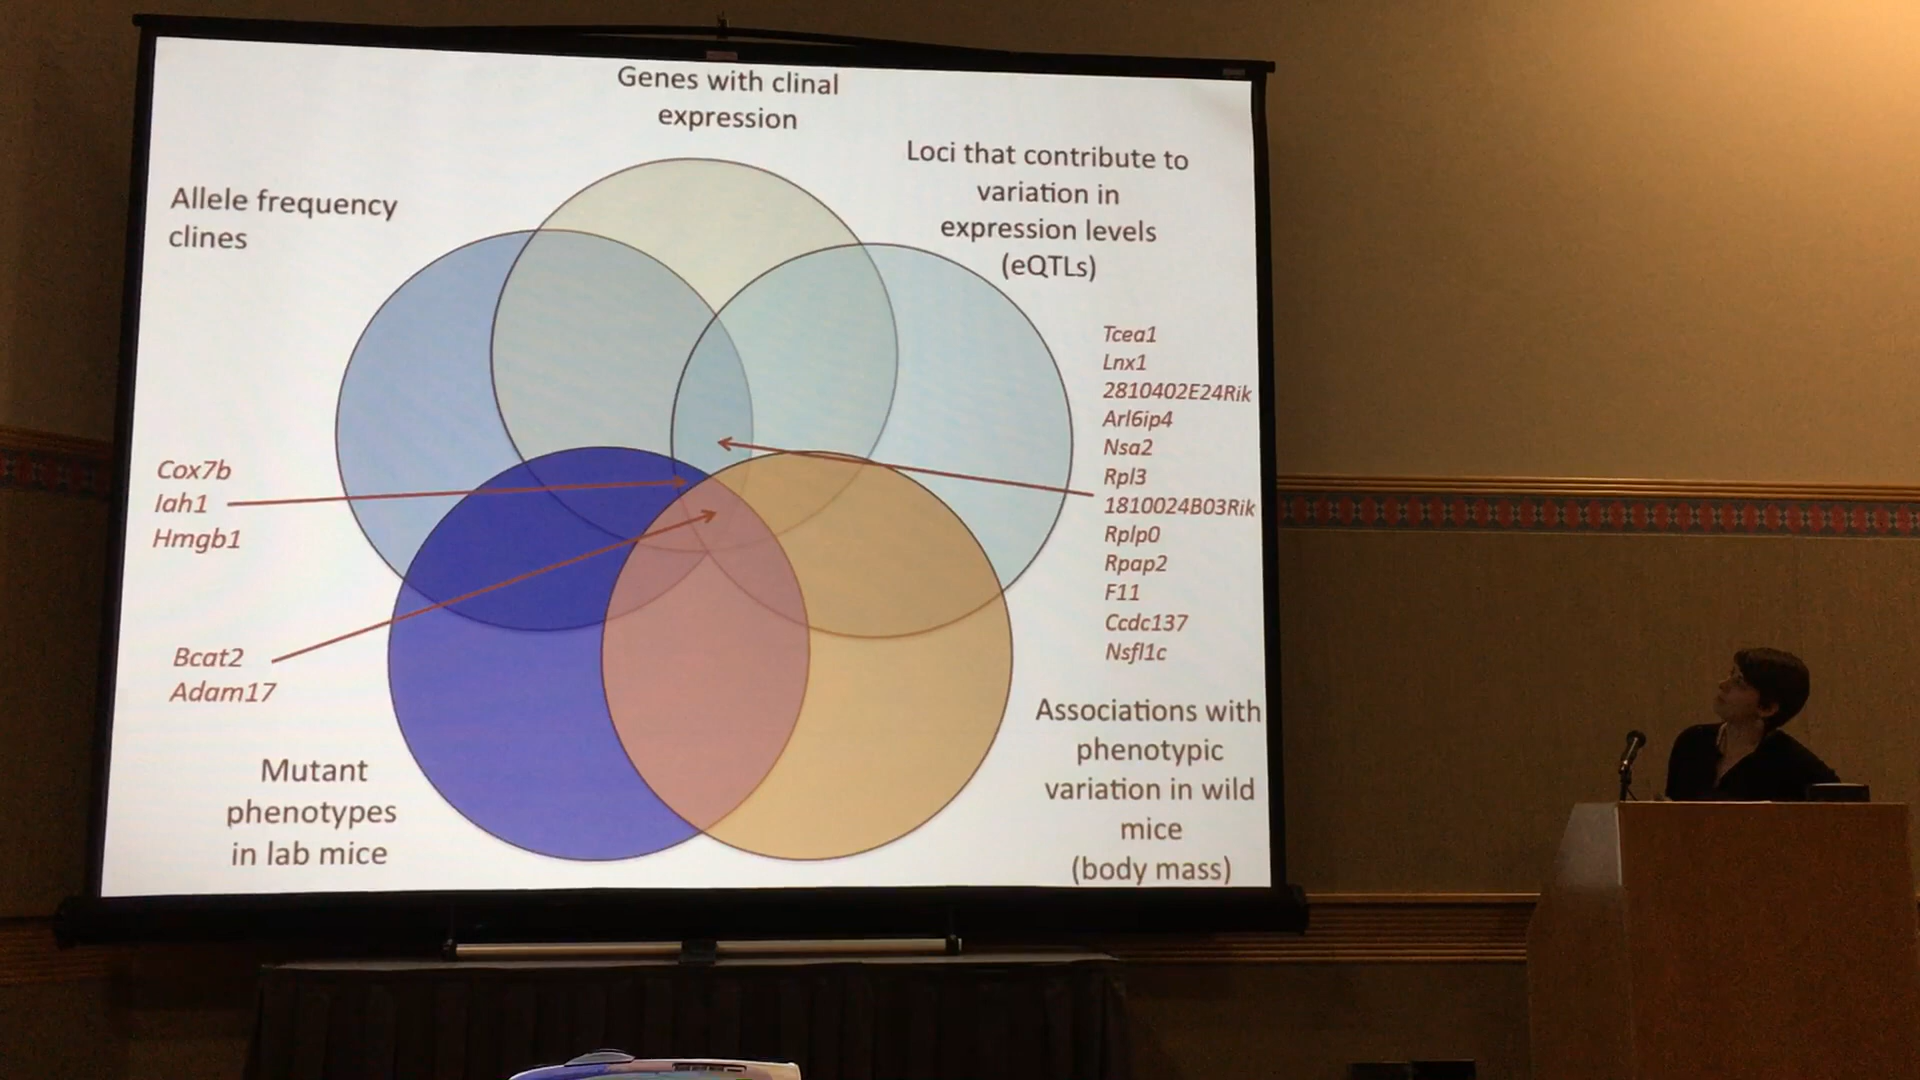 Genes with clinal
expression
Loci that contribute to
variation in
expression levels
(eQTLs)
Allele frequency
clines
Tcea1
Lnx1
2810402E24Rik
Arl6ip4
Nsa2
Rpl3
1810024B03Rik
Rplp0
Rpap2
F11
Ccdc137
Nsfl1c
Cox7b
Iah1
Hmgb1
Bcat2
Adam17
Mutant
phenotypes
in lab mice
Associations with
phenotypic
variation in wild
mice
(body mass)